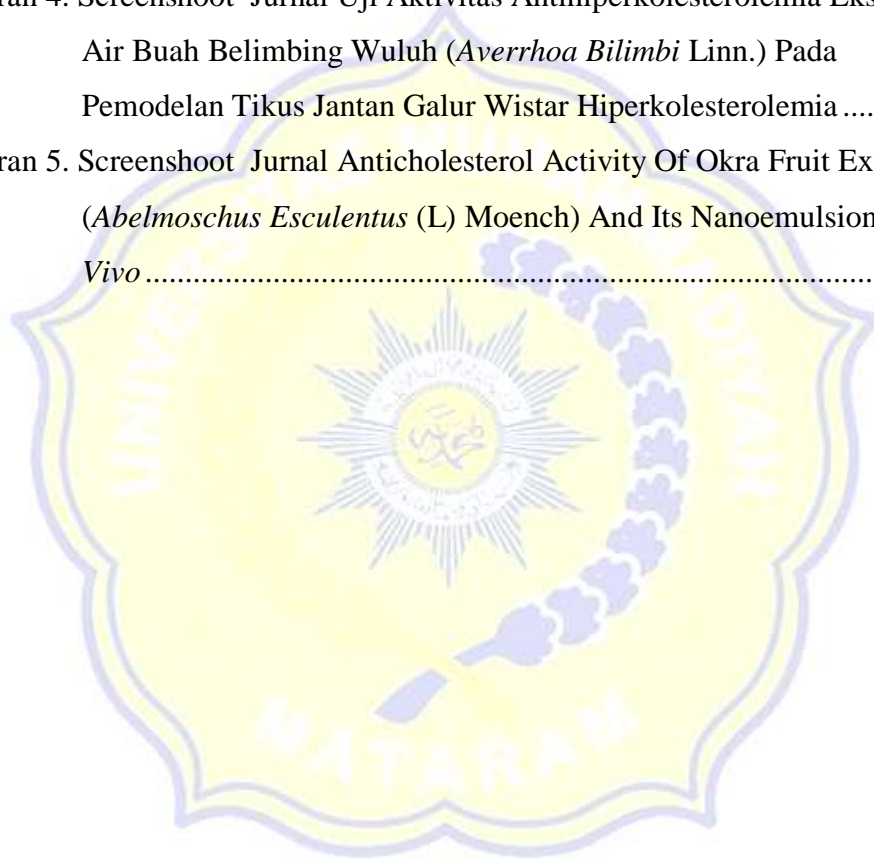 ran 4. Screenshoot Jurnal Uji Aktivitas Antihiperkolesterolemia Eks
Air Buah Belimbing Wuluh (Averrhoa Bilimbi Linn.) Pada
Pemodelan Tikus Jantan Galur Wistar Hiperkolesterolemia ....
ran 5. Screenshoot Jurnal Anticholesterol Activity Of Okra Fruit Ex
(Abelmoschus Esculentus (L) Moench) And Its Nanoemulsion
Vivo ............................................................................................
UNIVERSITAS MUHAMMADIYAH
MATARAM